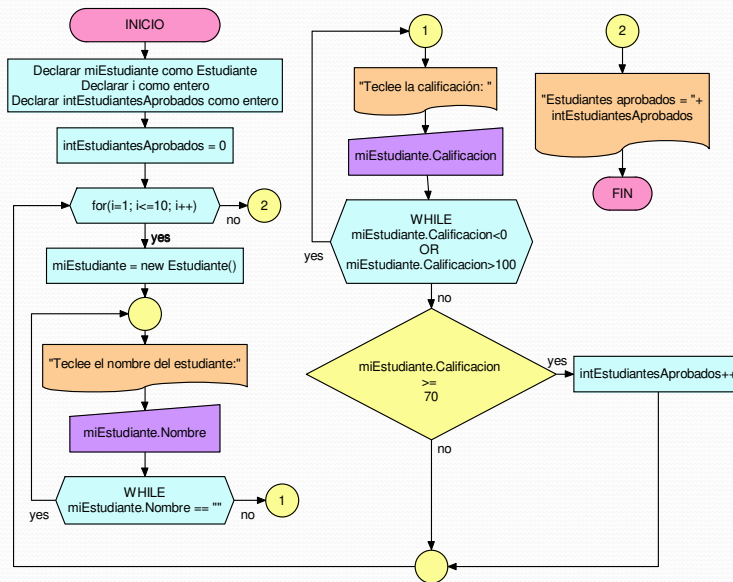 INICIO
Declarar miEstudiante como Estudiante
Declarar i como entero
Declarar intEstudiantesAprobados como entero
intEstudiantesAprobados = 0
for(i=1; i<=10; i++)
no
2
yes
miEstudiante = new Estudiante()
"Teclee el nombre del estudiante:"
miEstudiante.Nombre
WHILE
miEstudiante.Nombre == ""
yes
no
1
1
"Teclee la calificación: "
miEstudiante.Calificacion
WHILE
miEstudiante.Calificacion<0
OR
miEstudiante.Calificacion>100
yes
no
miEstudiante.Calificacion
>=
70
yes
no
intEstudiantesAprobados++
2
"Estudiantes aprobados = "+
intEstudiantesAprobados
FIN